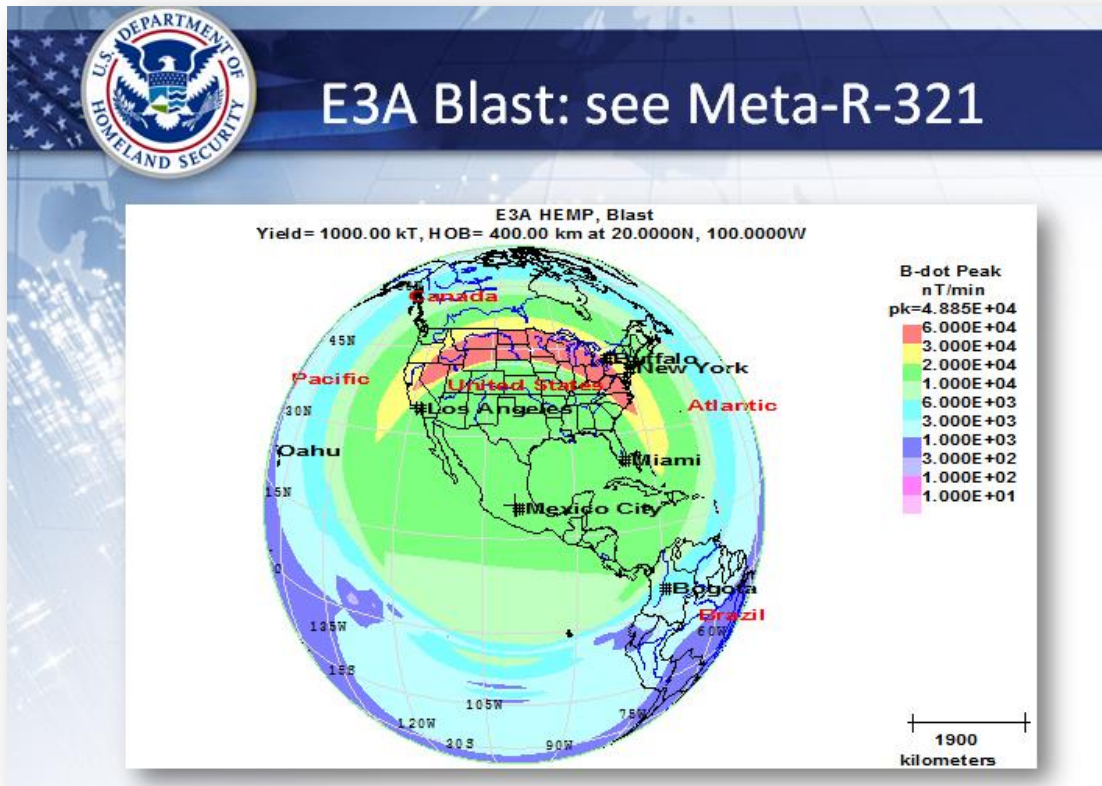 U.S. DEPARTMENT OF
HOMELAND SECURITY
E3A Blast: see Meta-R-321
E3A HEMP, Blast
Yield= 1000.00 kT, HOB= 400.00 km at 20.0000N, 100.0000W
B-dot Peak
nT/min
pk=4.885E+04
6.000E+04
3.000E+04
2.000E+04
1.000E+04
6.000E+03
3.000E+03
1.000E+03
3.000E+02
1.000E+02
1.000E+01
Canada
45N
#Buffalo
#New York
Pacific
United States
Atlantic
30N
#Los Angeles
Oahu
#Miami
15N
#Mexico City
0
#Bogota
Brazil
135W
60W
15S
105W
75W
120W
30S
90W
1900
kilometers